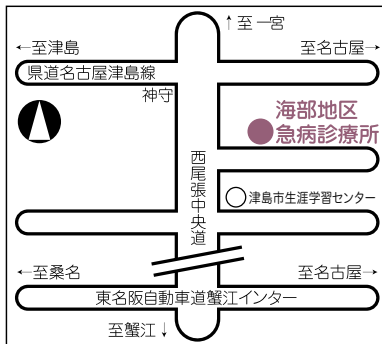 ↑至一宮
←至津島
至名古屋→
県道名古屋津島線
神守
海部地区
急病診療所
西尾張中央道
津島市生涯学習センター
←至桑名
至名古屋→
東名阪自動車道蟹江インター
至蟹江↓